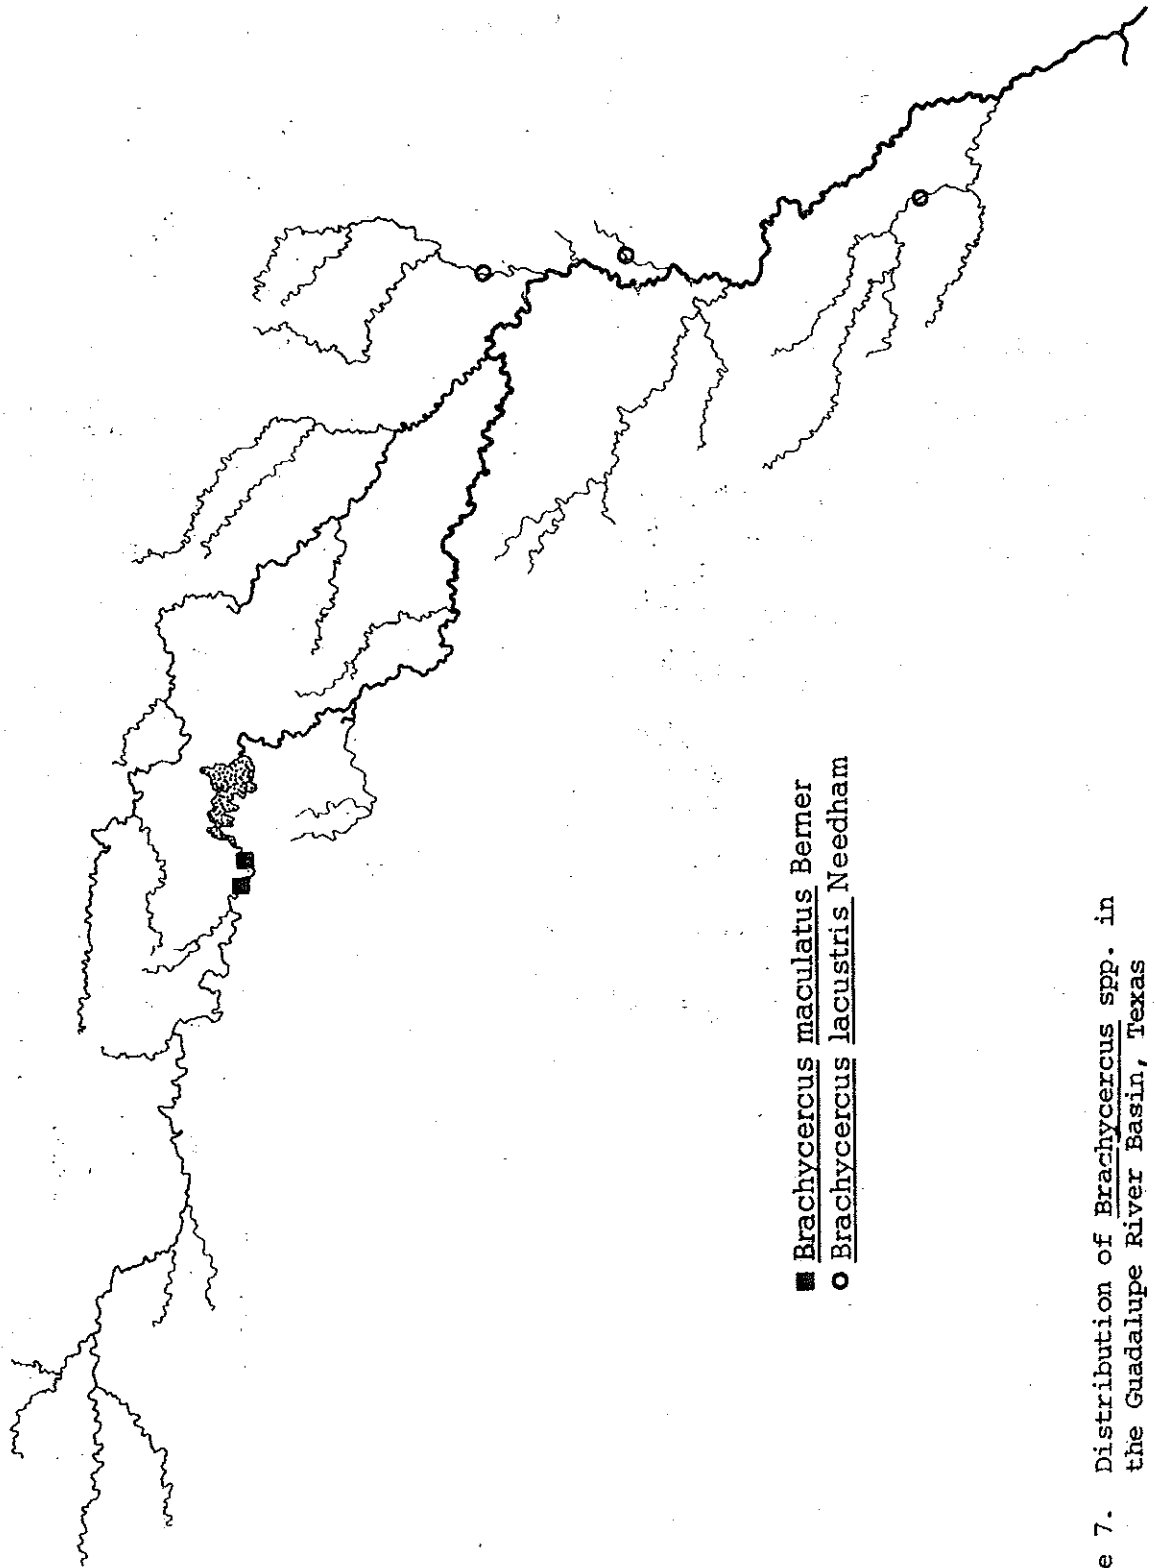 ■ Brachycercus maculatus Berner
o Brachycercus lacustris Needham
e 7. Distribution of Brachycercus spp. in
the Guadalupe River Basin, Texas